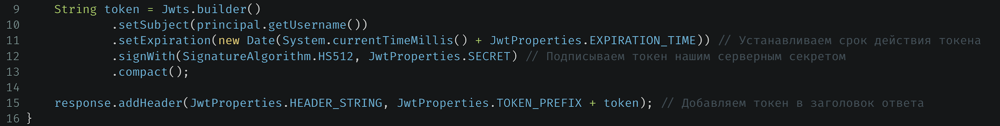 9 String token = Jwts.builder()
10 .setSubject(principal.getUsername())
11 .setExpiration(new Date(System.currentTimeMillis() + JwtProperties.EXPIRATION_TIME)) // Устанавливаем срок действия токена
12 .signWith(SignatureAlgorithm.HS512, JwtProperties.SECRET) // Подписываем токен нашим серверным секретом
13 .compact();
14
15 response.addHeader(JwtProperties.HEADER_STRING, JwtProperties.TOKEN_PREFIX + token); // Добавляем токен в заголовок ответа
16 }